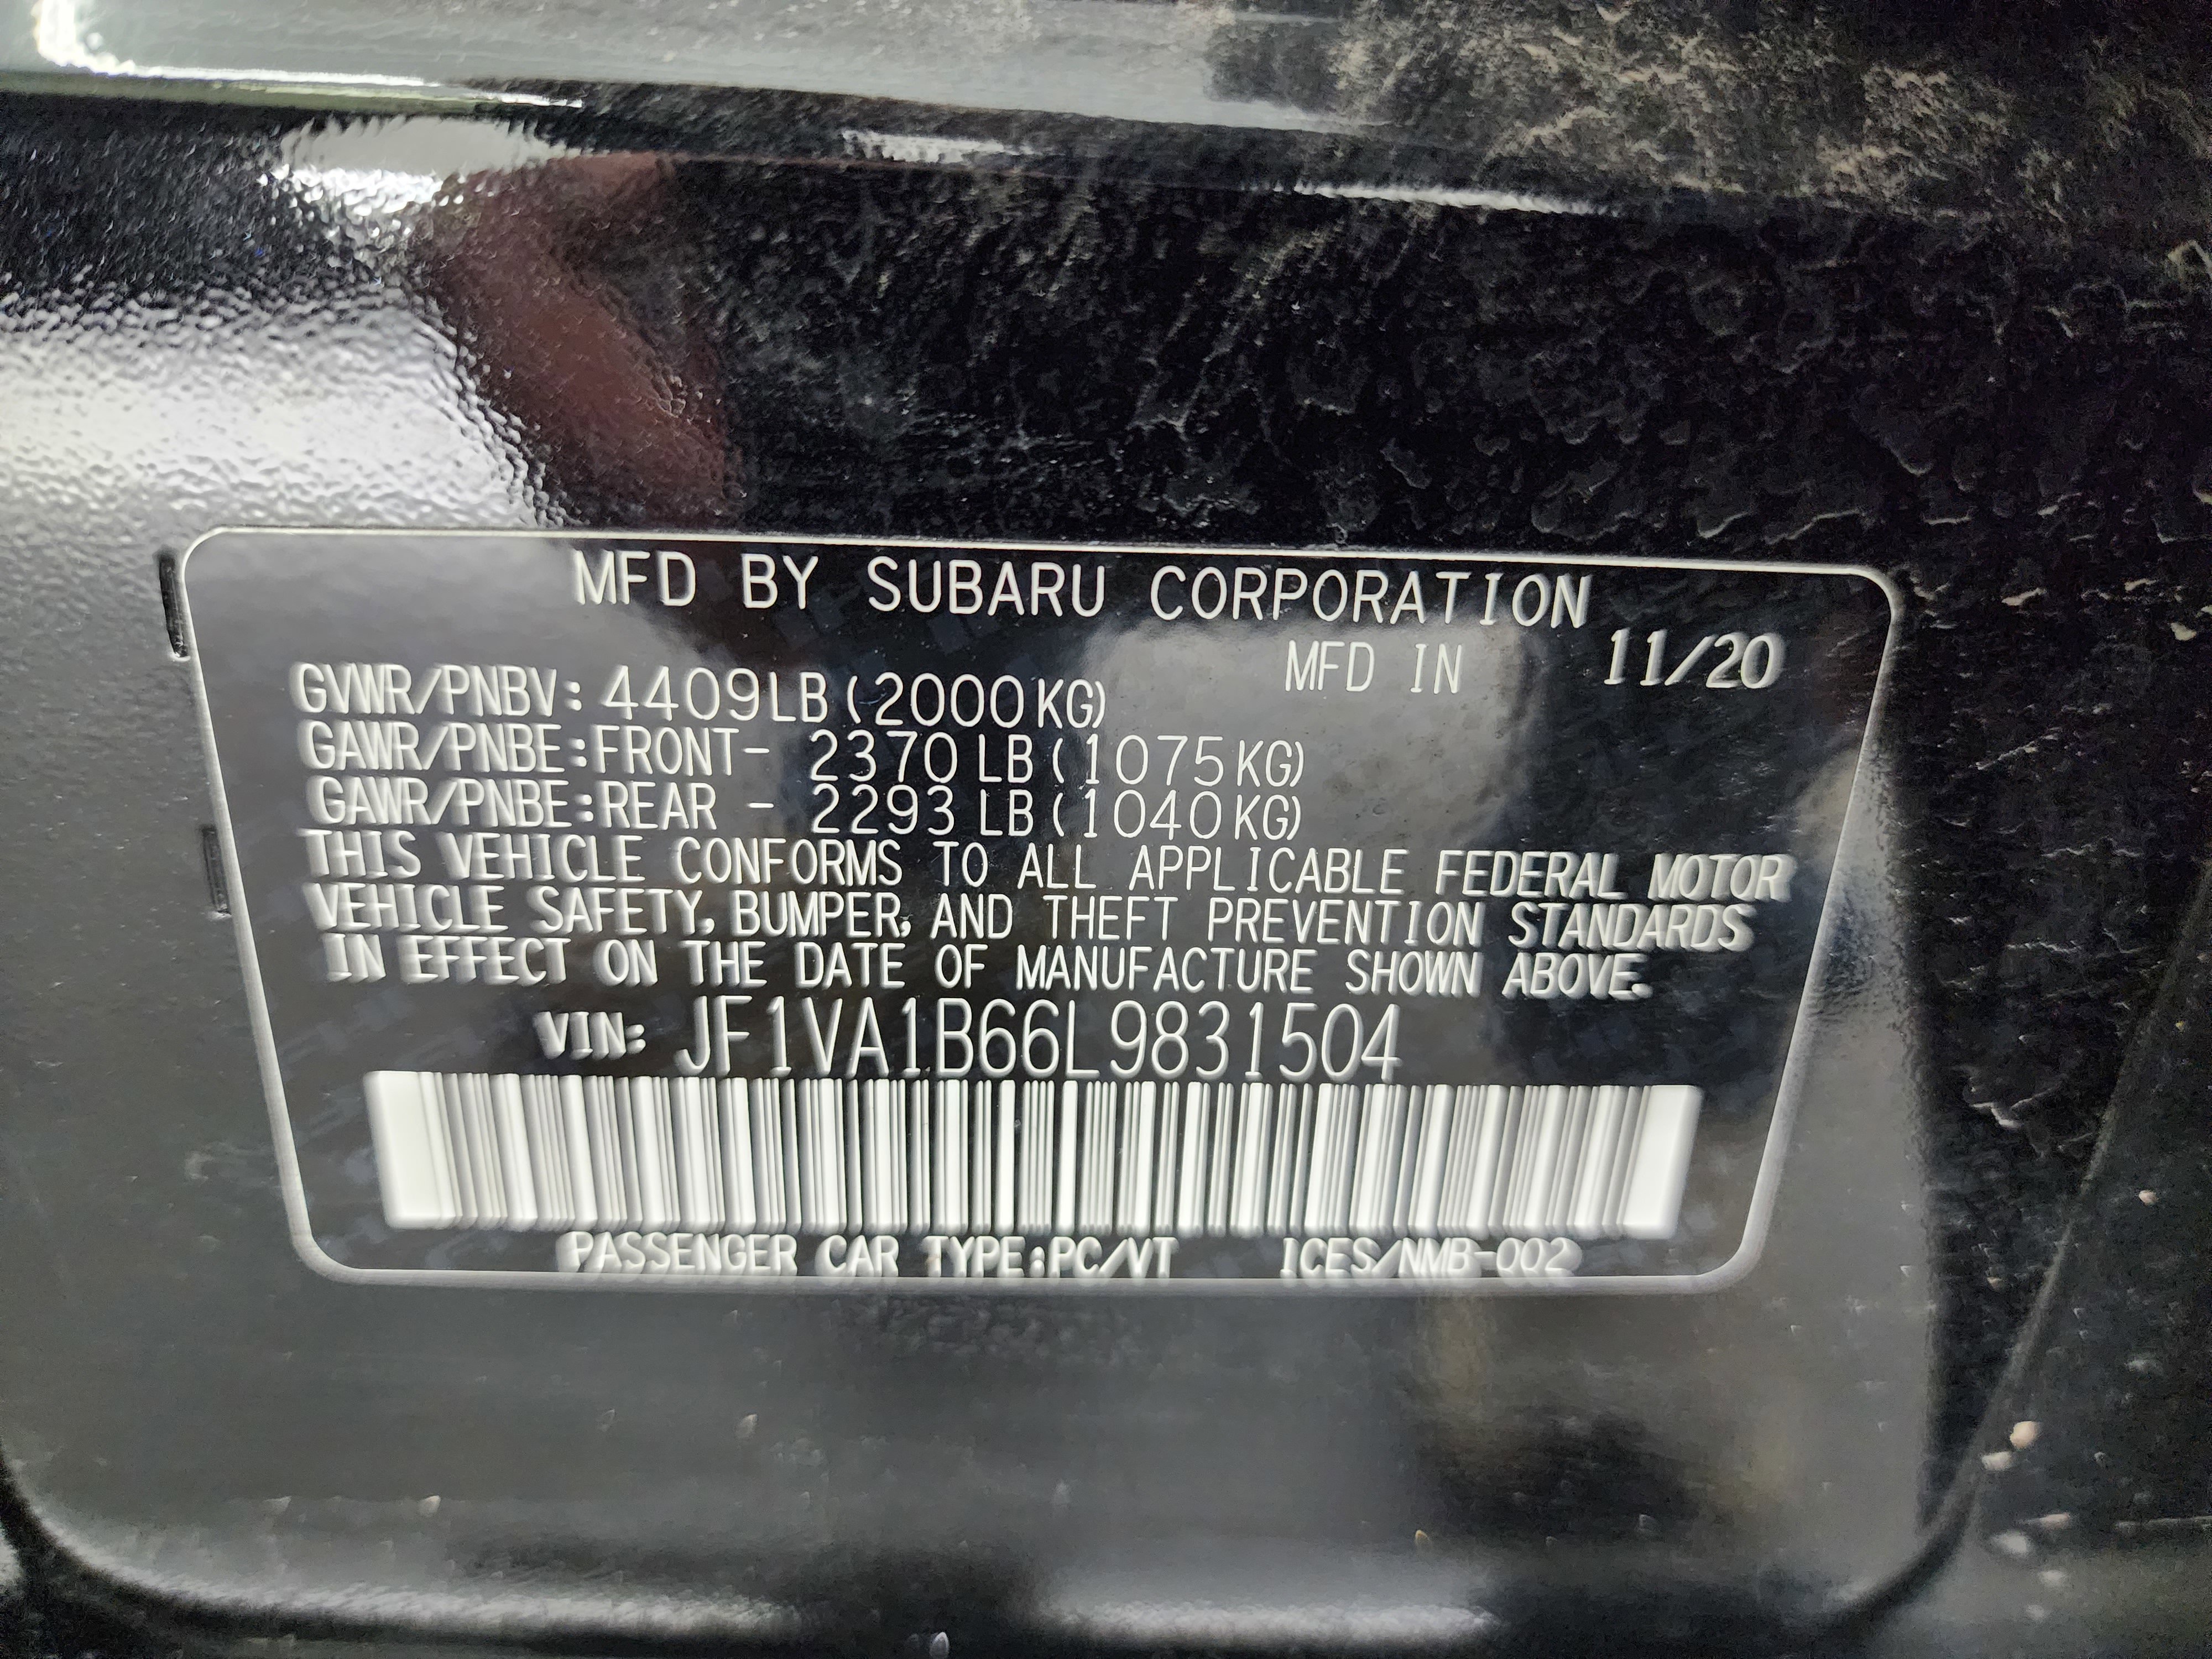 MFD BY SUBARU CORPORATION
MFD IN 11/20
GVWR/PNBV: 4409LB (2000KG)
GAWR/PNBE:FRONT- 2370 LB (1075KG)
GAWR/PNBE:REAR - 2293 LB (1040KG)
THIS VEHICLE CONFORMS TO ALL APPLICABLE FEDERAL MOTOR
VEHICLE SAFETY, BUMPER, AND THEFT PREVENTION STANDARDS
IN EFFECT ON THE DATE OF MANUFACTURE SHOWN ABOVE.
VIN: JF1VA1B66L9831504
PASSENGER CAR TYPE:PC/VT ICES/NMB-002